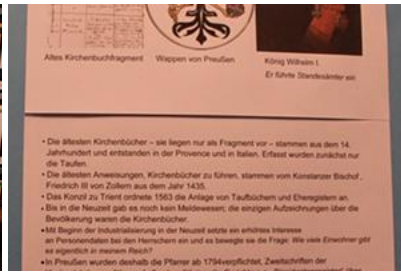 Altes Kirchenbuchfragment
Wappen von Preußen
König Wilhelm I.
Er führte Standesämter ein
• Die ältesten Kirchenbücher – sie liegen nur als Fragment vor – stammen aus dem 14.
Jahrhundert und entstanden in der Provence und in Italien. Erfasst wurden zunächst nur
die Taufen.
• Die ältesten Anweisungen, Kirchenbücher zu führen, stammen vom Konstanzer Bischof,
Friedrich III von Zollern aus dem Jahr 1435.
• Das Konzil zu Trient ordnete 1563 die Anlage von Taufbüchern und Eheregistern an.
• Bis in die Neuzeit gab es noch kein Meldewesen; die einzigen Aufzeichnungen über die
Bevölkerung waren die Kirchenbücher.
• Mit Beginn der Industrialisierung in der Neuzeit setzte ein erhöhtes Interesse
an Personendaten bei den Herrschern ein und es bewegte sie die Frage: Wie viele Einwohner gibt
es eigentlich in meinem Reich?
• In Preußen wurden deshalb die Pfarrer ab 1794verpflichtet, Zweitschriften der